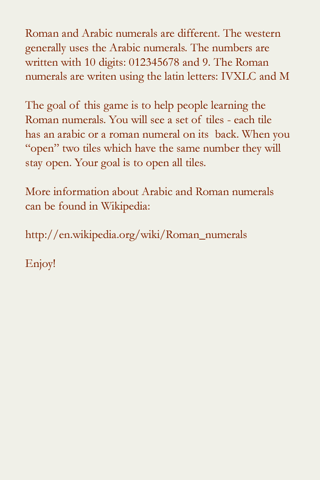 Roman and Arabic numerals are different. The western
generally uses the Arabic numerals. The numbers are
written with 10 digits: 012345678 and 9. The Roman
numerals are writen using the latin letters: IVXLC and M
The goal of this game is to help people learning the
Roman numerals. You will see a set of tiles - each tile
has an arabic or a roman numeral on its  back. When you
“open” two tiles which have the same number they will
stay open. Your goal is to open all tiles.
More information about Arabic and Roman numerals
can be found in Wikipedia:
http://en.wikipedia.org/wiki/Roman_numerals
Enjoy!